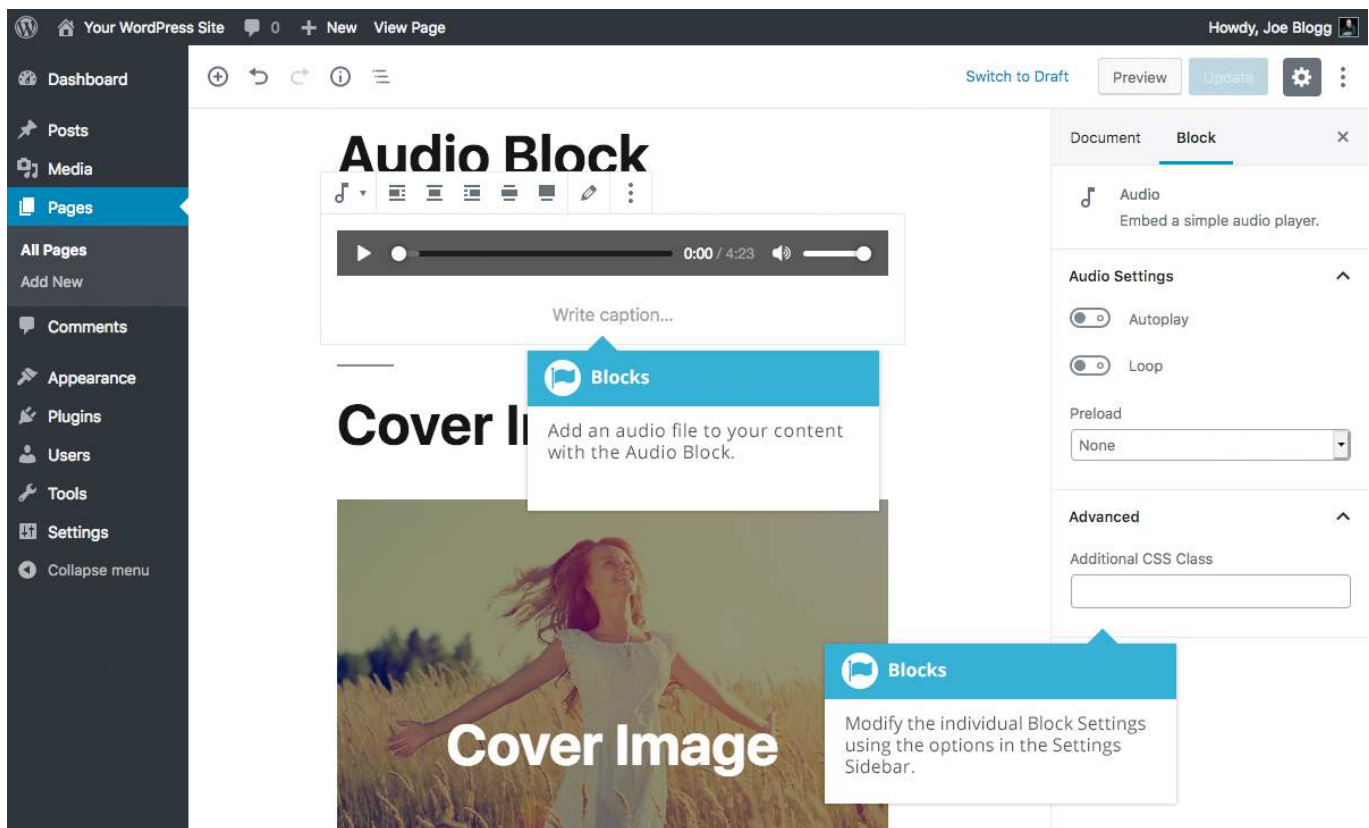 Your WordPress Site 0 New View Page Howdy, Joe Blogg
Dashboard
Posts
Media
Pages
All Pages
Add New
Comments
Appearance
Plugins
Users
Tools
Settings
Collapse menu
Switch to Draft Preview Update
Audio Block
0:00 / 4:23
Write caption...
Blocks
Add an audio file to your content
with the Audio Block.
Cover I
Cover Image
Document Block
Audio
Embed a simple audio player.
Audio Settings
Autoplay
Loop
Preload
None
Advanced
Additional CSS Class
Blocks
Modify the individual Block Settings
using the options in the Settings
Sidebar.